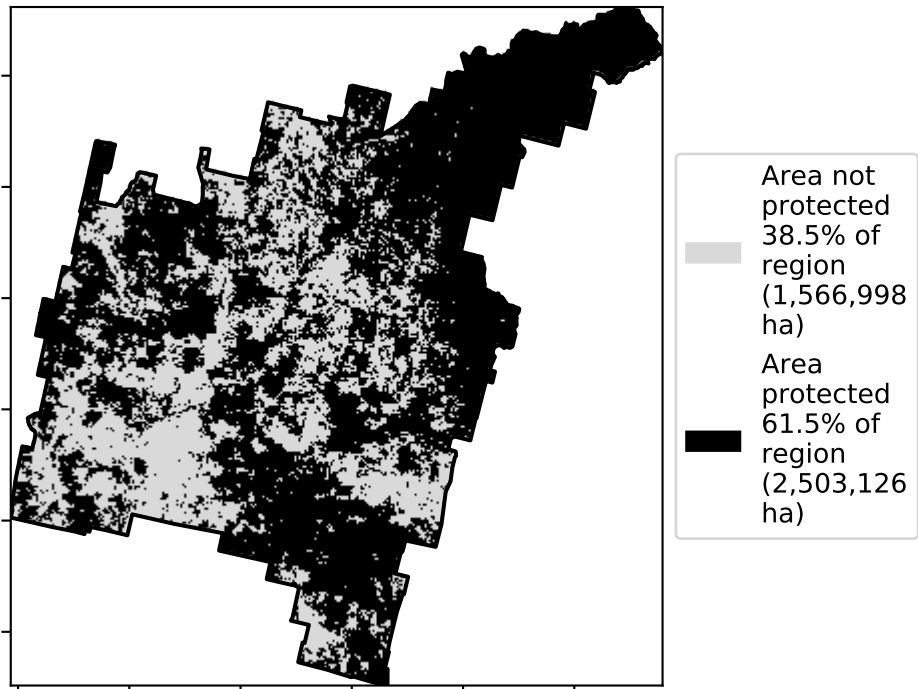 Area not
protected
38.5% of
region
(1,566,998
ha)
Area
protected
61.5% of
region
(2,503,126
ha)